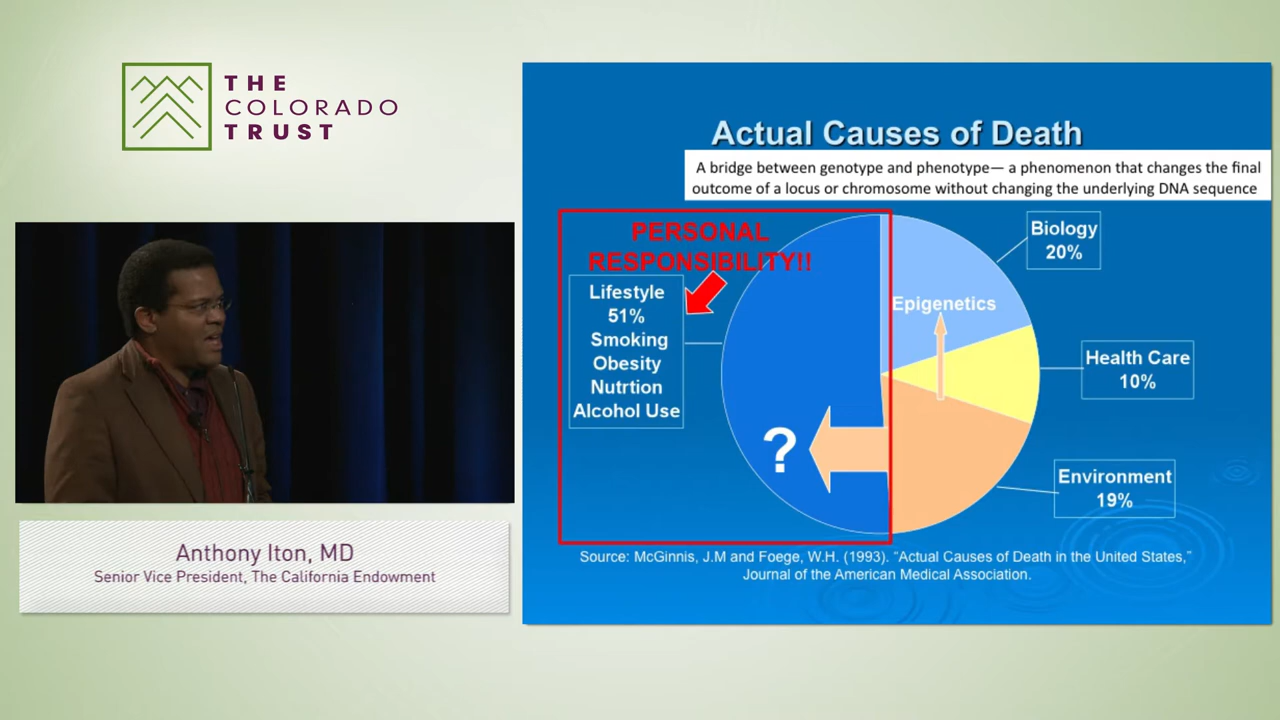 THE
COLORADO
TRUST
Anthony Iton, MD
Senior Vice President, The California Endowment
Actual Causes of Death
A bridge between genotype and phenotype— a phenomenon that changes the final
outcome of a locus or chromosome without changing the underlying DNA sequence
PERSONAL
RESPONSIBILITY!!
Lifestyle
51%
Smoking
Obesity
Nutrtion
Alcohol Use
?
Epigenetics
Biology
20%
Health Care
10%
Environment
19%
Source: McGinnis, J.M and Foege, W.H. (1993). “Actual Causes of Death in the United States,”
Journal of the American Medical Association.